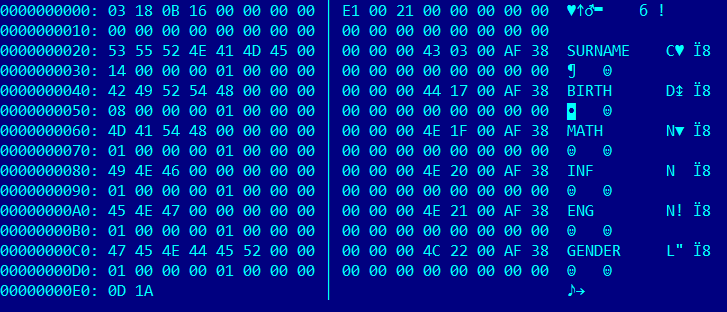 0000000000: 03 18 0B 16 00 00 00 00 │ E1 00 21 00 00 00 00 00 ♥↑♂▬    б !
0000000010: 00 00 00 00 00 00 00 00 │ 00 00 00 00 00 00 00 00
0000000020: 53 55 52 4E 41 4D 45 00 │ 00 00 00 43 03 00 AF 38 SURNAME    C♥ Ï8
0000000030: 14 00 00 00 01 00 00 00 │ 00 00 00 00 00 00 00 00 ¶   ☺
0000000040: 42 49 52 54 48 00 00 00 │ 00 00 00 44 17 00 AF 38 BIRTH      D↨ Ï8
0000000050: 08 00 00 00 01 00 00 00 │ 00 00 00 00 00 00 00 00 ◘   ☺
0000000060: 4D 41 54 48 00 00 00 00 │ 00 00 00 4E 1F 00 AF 38 MATH       N▼ Ï8
0000000070: 01 00 00 00 01 00 00 00 │ 00 00 00 00 00 00 00 00 ☺   ☺
0000000080: 49 4E 46 00 00 00 00 00 │ 00 00 00 4E 20 00 AF 38 INF        N  Ï8
0000000090: 01 00 00 00 01 00 00 00 │ 00 00 00 00 00 00 00 00 ☺   ☺
00000000A0: 45 4E 47 00 00 00 00 00 │ 00 00 00 4E 21 00 AF 38 ENG        N! Ï8
00000000B0: 01 00 00 00 01 00 00 00 │ 00 00 00 00 00 00 00 00 ☺   ☺
00000000C0: 47 45 4E 44 45 52 00 00 │ 00 00 00 4C 22 00 AF 38 GENDER     L" Ï8
00000000D0: 01 00 00 00 01 00 00 00 │ 00 00 00 00 00 00 00 00 ☺   ☺
00000000E0: 0D 1A │ ♪→